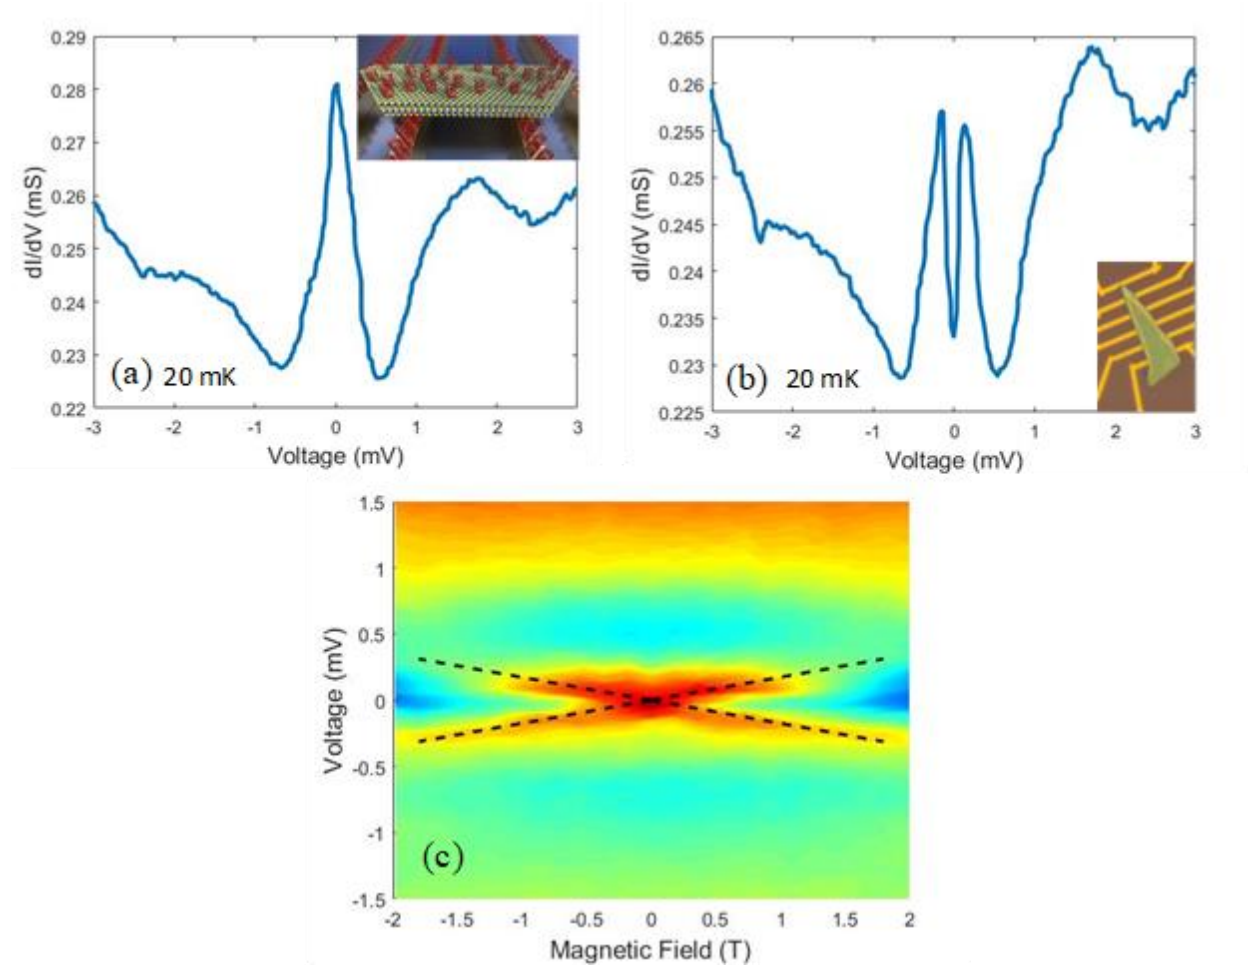 0.29
0.28
0.27
0.26
0.25
0.24
0.23
0.22
dI/dV (mS)
(a) 20 mK
-3 -2 -1 0 1 2 3
Voltage (mV)
0.265
0.26
0.255
0.25
0.245
0.24
0.235
0.23
0.225
dI/dV (mS)
(b) 20 mK
-3 -2 -1 0 1 2 3
Voltage (mV)
1.5
1
0.5
0
-0.5
-1
-1.5
Voltage (mV)
(c)
-2 -1.5 -1 -0.5 0 0.5 1 1.5 2
Magnetic Field (T)